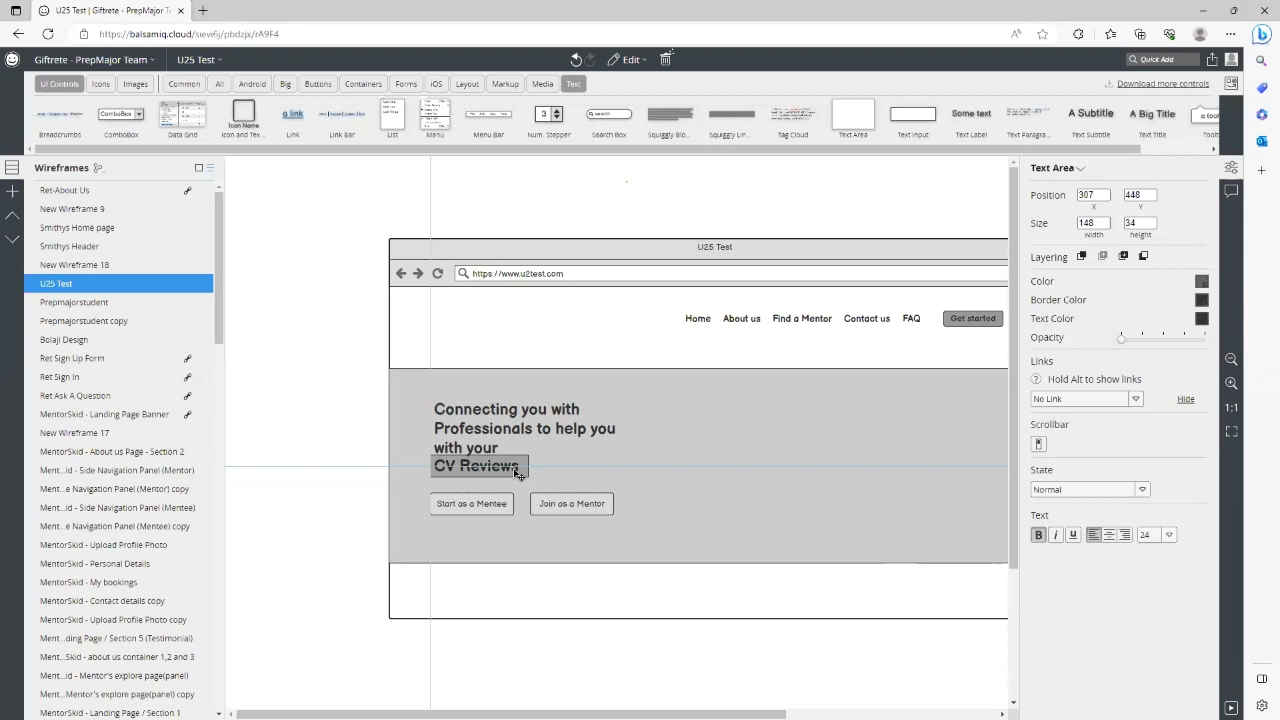 U25 Test | Giftrete - PrepMajor Te
https://balsamiq.cloud/sievi6j/pbdzjx/rA9F4
Giftrete - PrepMajor Team
U25 Test
Edit
Quick Add
UI Controls Icons Images Common All Android Big Buttons Containers Forms iOS Layout Markup Media Text
Download more controls
ComboBox
Icon Name
a link
3
search
Some text
A Subtitle
A Big Title
a tool
Breadcrumbs ComboBox Data Grid Icon and Tex... Link Link Bar List Menu Menu Bar Num. Stepper Search Box Squiggly Blo... Squiggly Lin... Tag Cloud Text Area Text Input Text Label Text Paragra... Text Subtitle Text Title Toolt
Wireframes
Ret-About Us
New Wireframe 9
Smithys Home page
Smithys Header
New Wireframe 18
U25 Test
Prepmajorstudent
Prepmajorstudent copy
Bolaji Design
Ret Sign Up Form
Ret Sign In
Ret Ask A Question
MentorSkid - Landing Page Banner
New Wireframe 17
MentorSkid - About us Page - Section 2
Ment...id - Side Navigation Panel (Mentor)
Ment...e Navigation Panel (Mentor) copy
Ment...id - Side Navigation Panel (Mentee)
Ment...e Navigation Panel (Mentee) copy
MentorSkid - Upload Profile Photo
MentorSkid - Personal Details
MentorSkid - My bookings
MentorSkid - Contact details copy
MentorSkid - Upload Profile Photo copy
Ment...ding Page / Section 5 (Testimonial)
Ment...Skid - about us container 1,2 and 3
Ment...id - Mentor's explore page(panel)
Ment...Mentor's explore page(panel) copy
MentorSkid - Landing Page / Section 1
U25 Test
https://www.u2test.com
Home About us Find a Mentor Contact us FAQ Get started
Connecting you with
Professionals to help you
with your
CV Reviews
Start as a Mentee Join as a Mentor
Text Area
Position 307 448
X Y
Size 148 34
width height
Layering
Color
Border Color
Text Color
Opacity
Links
? Hold Alt to show links
No Link Hide
Scrollbar
State
Normal
Text
B i U 24
1:1